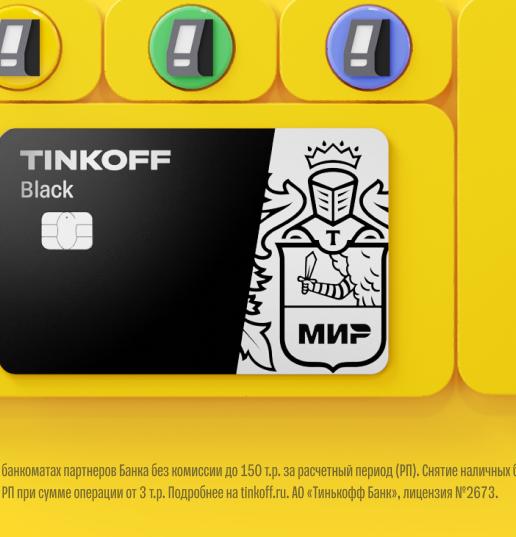 TINKOFF
Black
T
МИР
банкоматах партнеров Банка без комиссии до 150 т.р. за расчетный период (РП). Снятие наличных
РП при сумме операции от 3 т.р. Подробнее на tinkoff.ru. АО «Тинькофф Банк», лицензия №2673.